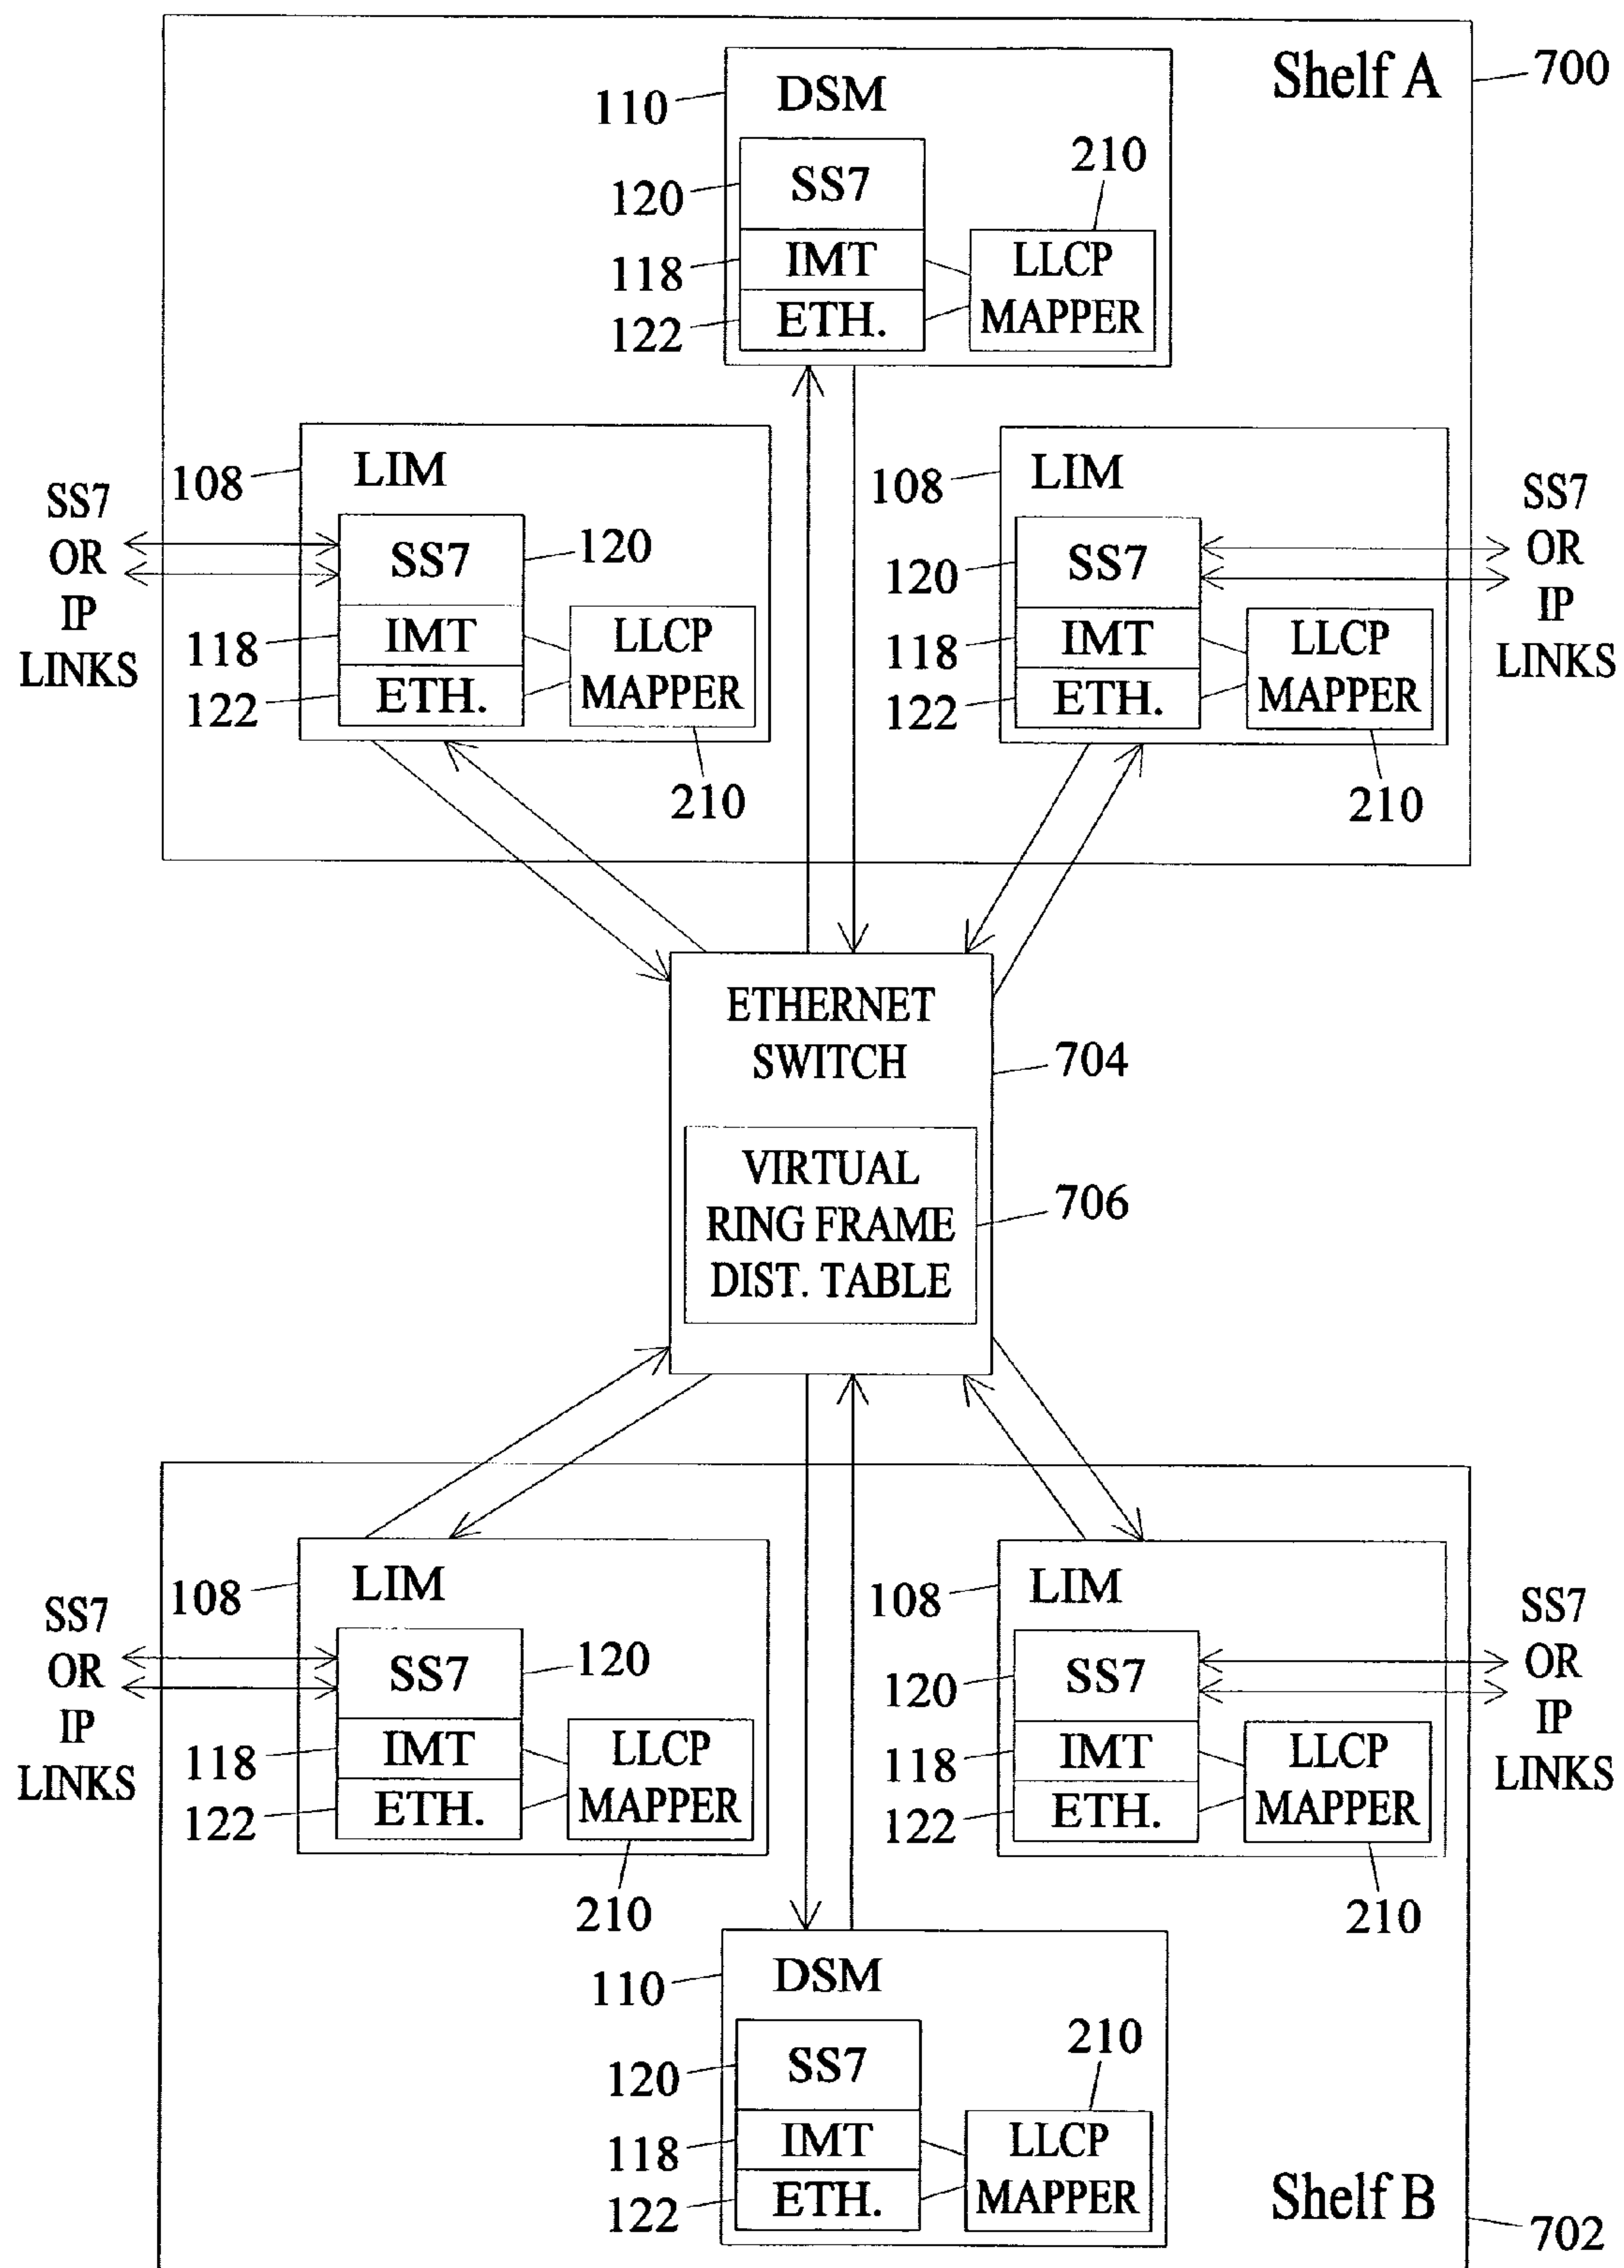 Shelf A
700
DSM
110
SS7
120
210
IMT
118
LLCP
MAPPER
ETH.
122
LIM
108
SS7
OR
IP
LINKS
SS7
120
IMT
118
LLCP
MAPPER
ETH.
122
210
LIM
108
SS7
OR
IP
LINKS
SS7
120
IMT
118
LLCP
MAPPER
ETH.
122
210
ETHERNET
SWITCH
704
VIRTUAL
RING FRAME
DIST. TABLE
706
LIM
108
SS7
OR
IP
LINKS
SS7
120
IMT
118
LLCP
MAPPER
ETH.
122
210
LIM
108
SS7
OR
IP
LINKS
SS7
120
IMT
118
LLCP
MAPPER
ETH.
122
210
DSM
110
SS7
120
210
IMT
118
LLCP
MAPPER
ETH.
122
Shelf B
702